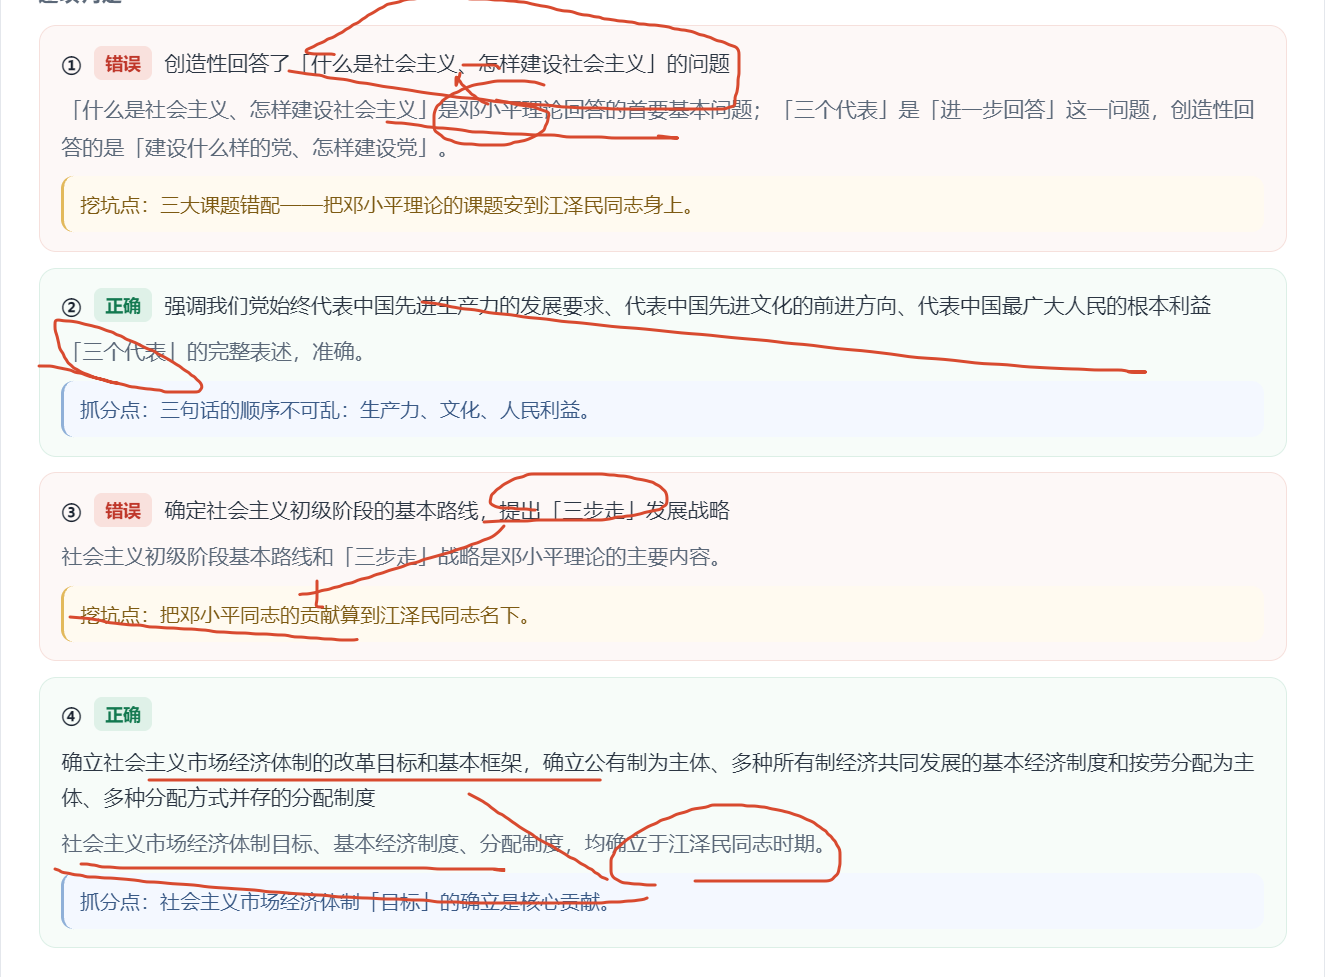 ① 错误 创造性回答了「什么是社会主义、怎样建设社会主义」的问题
「什么是社会主义、怎样建设社会主义」是邓小平理论回答的首要基本问题；「三个代表」是「进一步回答」这一问题，创造性回
答的是「建设什么样的党、怎样建设党」。
挖坑点：三大课题错配——把邓小平理论的课题安到江泽民同志身上。
② 正确 强调我们党始终代表中国先进生产力的发展要求、代表中国先进文化的前进方向、代表中国最广大人民的根本利益
「三个代表」的完整表述，准确。
抓分点：三句话的顺序不可乱：生产力、文化、人民利益。
③ 错误 确定社会主义初级阶段的基本路线，提出「三步走」发展战略
社会主义初级阶段基本路线和「三步走」战略是邓小平理论的主要内容。
挖坑点：把邓小平同志的贡献算到江泽民同志名下。
④ 正确
确立社会主义市场经济体制的改革目标和基本框架，确立公有制为主体、多种所有制经济共同发展的基本经济制度和按劳分配为主
体、多种分配方式并存的分配制度
社会主义市场经济体制目标、基本经济制度、分配制度，均确立于江泽民同志时期。
抓分点：社会主义市场经济体制「目标」的确立是核心贡献。